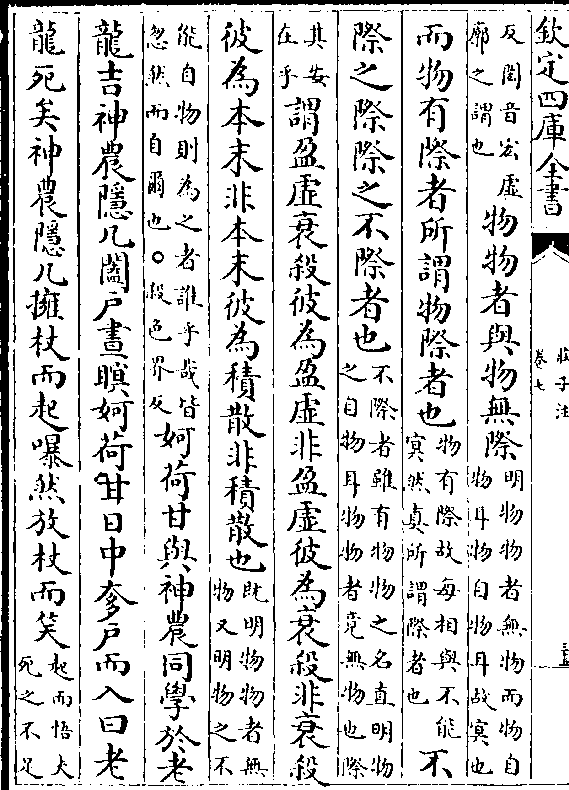 欽定四庫全書
莊子注
卷七
反閎音宏虛
廓之謂也
物物者與物無際
明物物者無物而物自
物耳物自物耳故冥也
而物有際者所謂物際者也
物有際故每相與不能
冥然真所謂際者也
不
際之際際之不際者也
不際者雖有物物之名直明物
之自物耳物物者竟無物也際
其安
在乎
謂盈虛衰殺彼為盈虛非盈虛彼為衰殺非衰殺
彼為本末非本末彼為積散非積散也
既明物物者無
物又明物之不
能自物則為之者誰乎哉皆
忽然而自爾也○殺色界反
妸荷甘與神農同學於老
龍吉神農隱几闔戶晝瞑妸荷甘日中奓戶而入曰老
龍死矣神農隱几擁杖而起嚗然放杖而笑
起而悟夫
死之不足